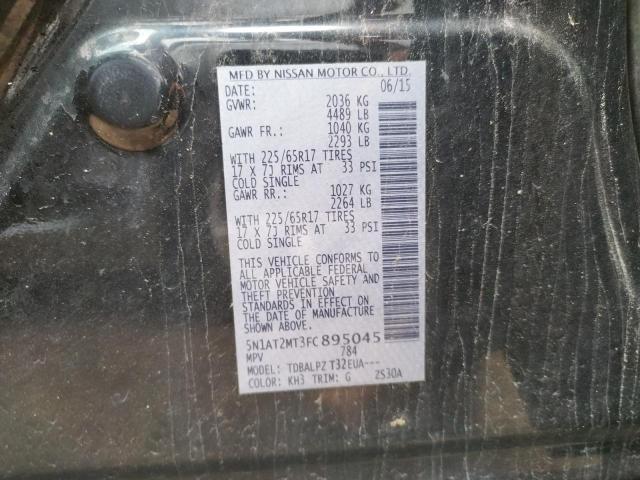 MFD BY NISSAN MOTOR CO., LTD.
DATE: 06/15
GVWR: 2036 KG
4489 LB
GAWR FR.: 1040 KG
2293 LB
WITH 225/65R17 TIRES
17 X 7J RIMS AT 33 PSI
COLD SINGLE
GAWR RR.: 1027 KG
2264 LB
WITH 225/65R17 TIRES
17 X 7J RIMS AT 33 PSI
COLD SINGLE
THIS VEHICLE CONFORMS TO
ALL APPLICABLE FEDERAL
MOTOR VEHICLE SAFETY AND
THEFT PREVENTION
STANDARDS IN EFFECT ON
THE DATE OF MANUFACTURE
SHOWN ABOVE.
5N1AT2MT3FC895045
MPV 784
MODEL: TDBALPZ T32EUA---
COLOR: KH3 TRIM: G ZS30A